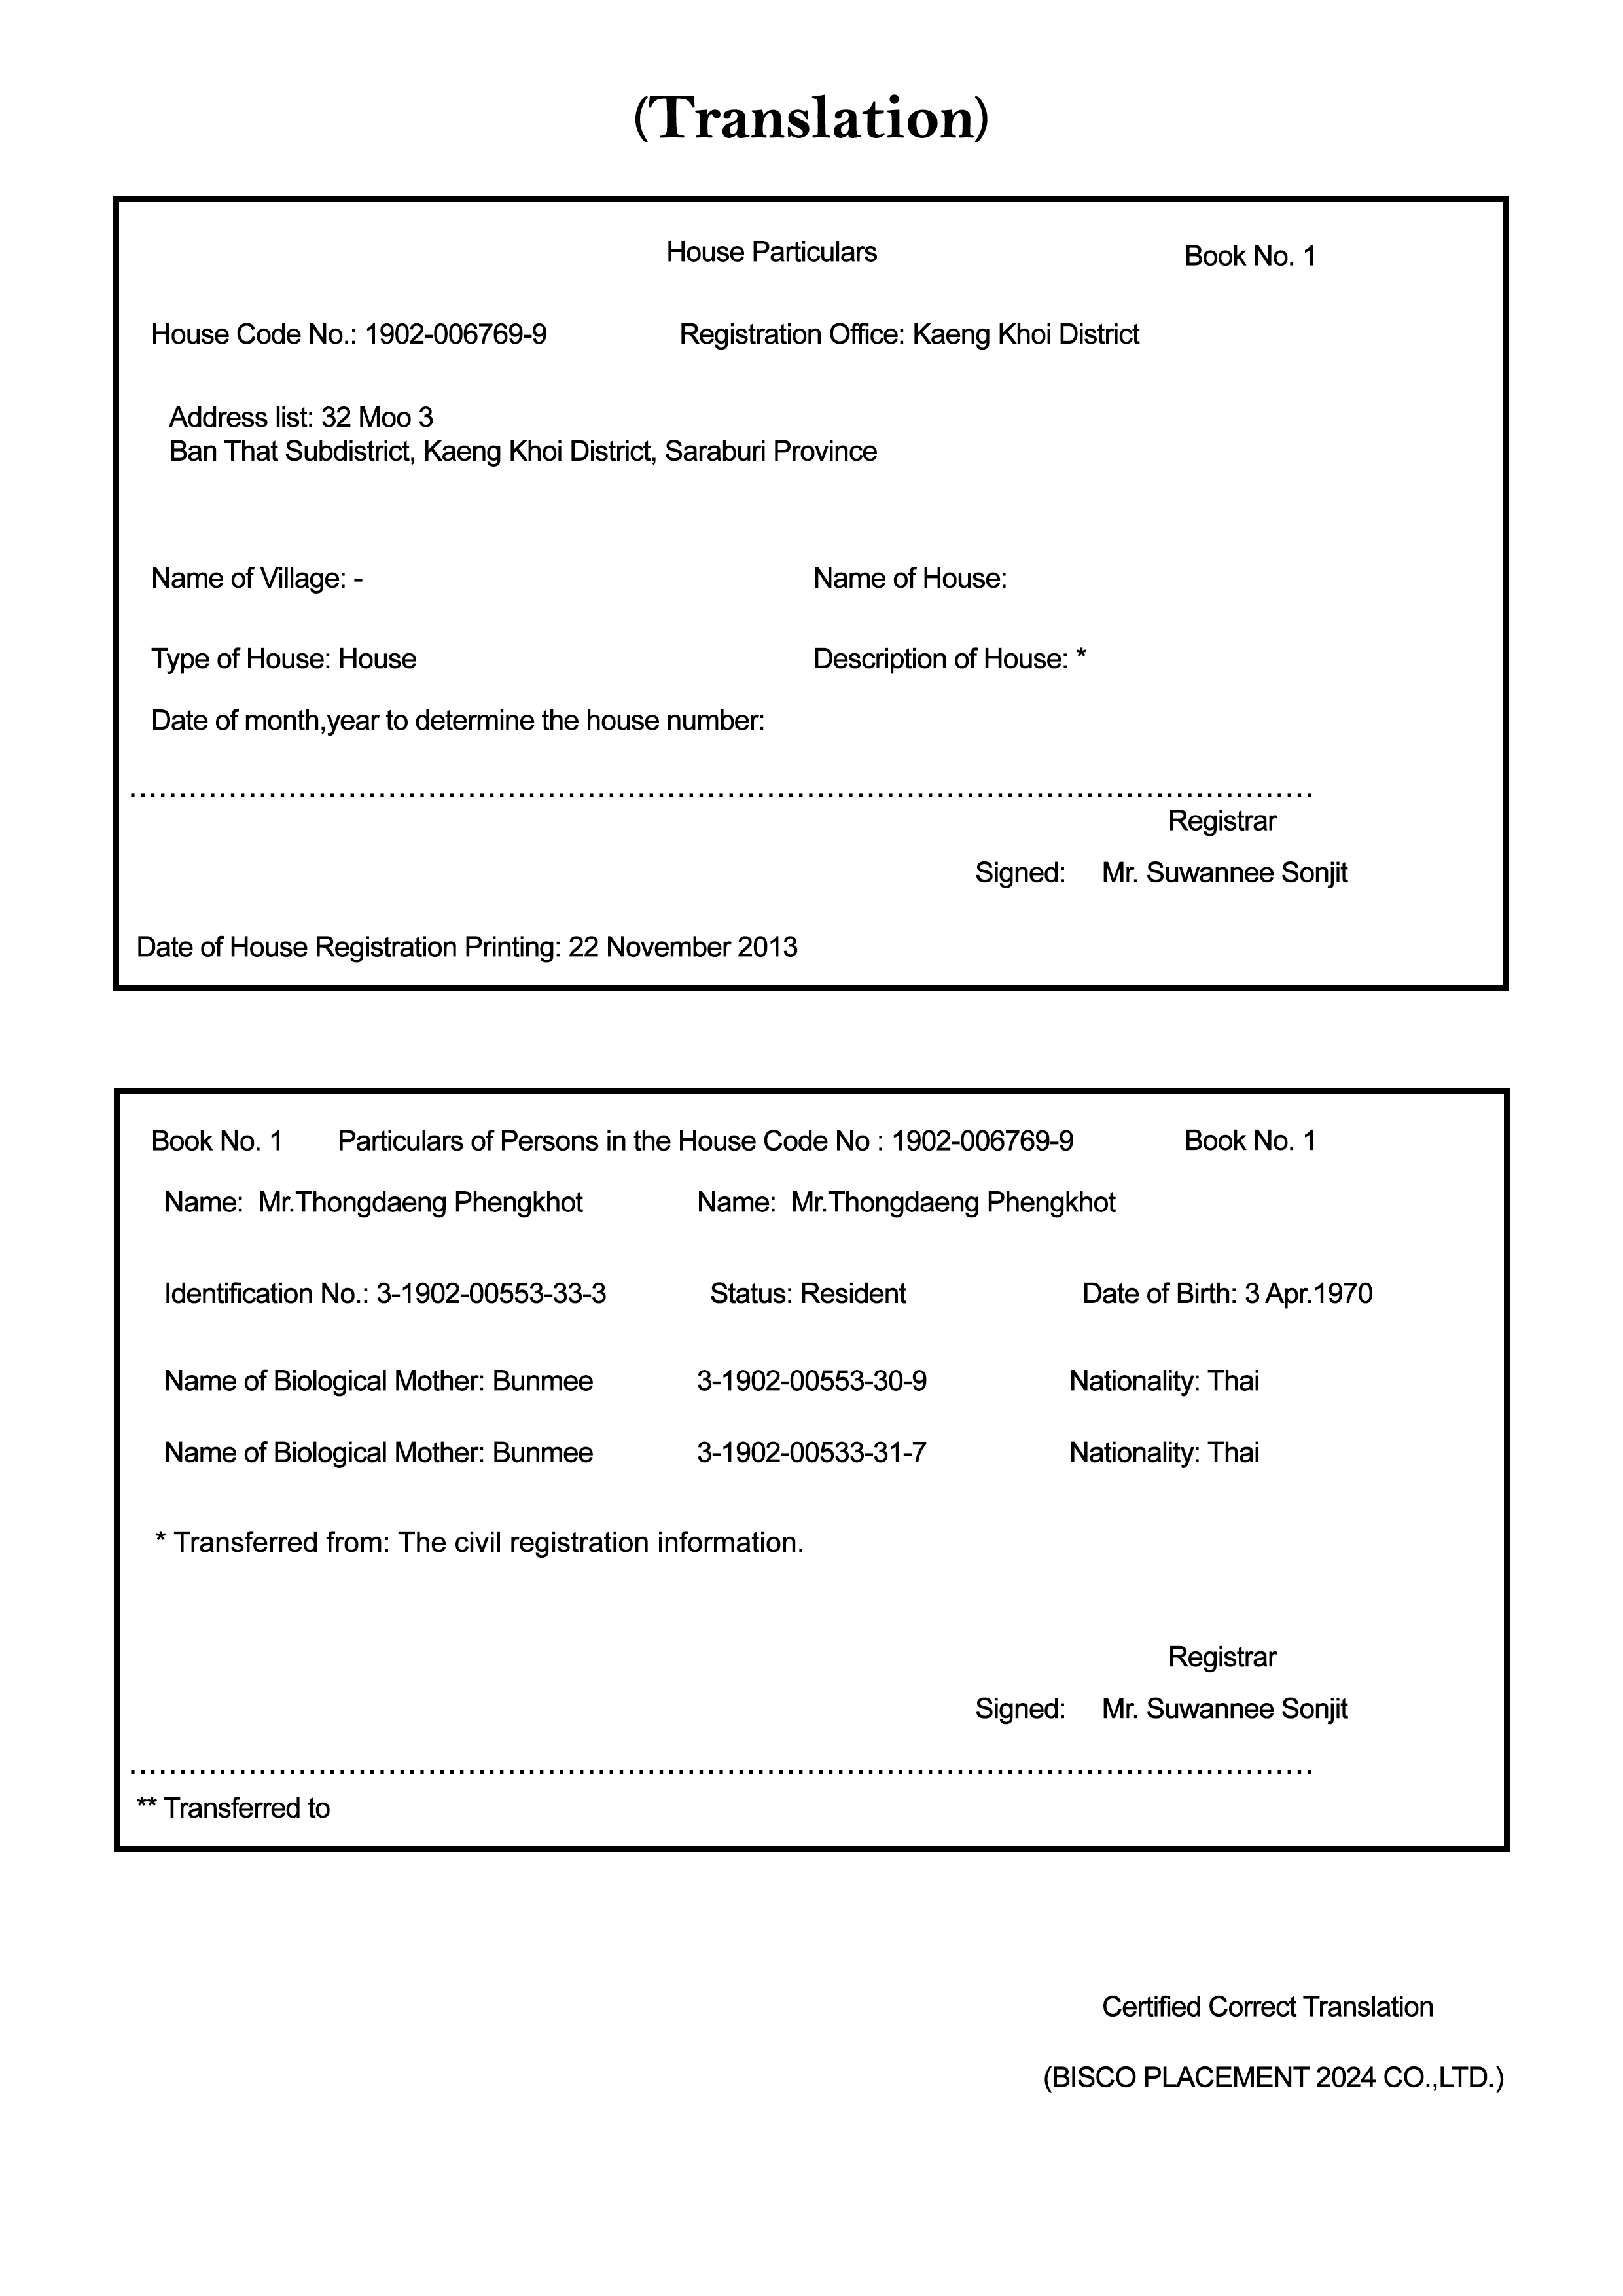 (Translation)
House Particulars Book No. 1
House Code No.: 1902-006769-9 Registration Office: Kaeng Khoi District
Address list: 32 Moo 3
Ban That Subdistrict, Kaeng Khoi District, Saraburi Province
Name of Village: - Name of House:
Type of House: House Description of House: *
Date of month,year to determine the house number:
Registrar
Signed: Mr. Suwannee Sonjit
Date of House Registration Printing: 22 November 2013
Book No. 1 Particulars of Persons in the House Code No : 1902-006769-9 Book No. 1
Name: Mr.Thongdaeng Phengkhot Name: Mr.Thongdaeng Phengkhot
Identification No.: 3-1902-00553-33-3 Status: Resident Date of Birth: 3 Apr.1970
Name of Biological Mother: Bunmee 3-1902-00553-30-9 Nationality: Thai
Name of Biological Mother: Bunmee 3-1902-00533-31-7 Nationality: Thai
* Transferred from: The civil registration information.
Registrar
Signed: Mr. Suwannee Sonjit
** Transferred to
Certified Correct Translation
(BISCO PLACEMENT 2024 CO.,LTD.)